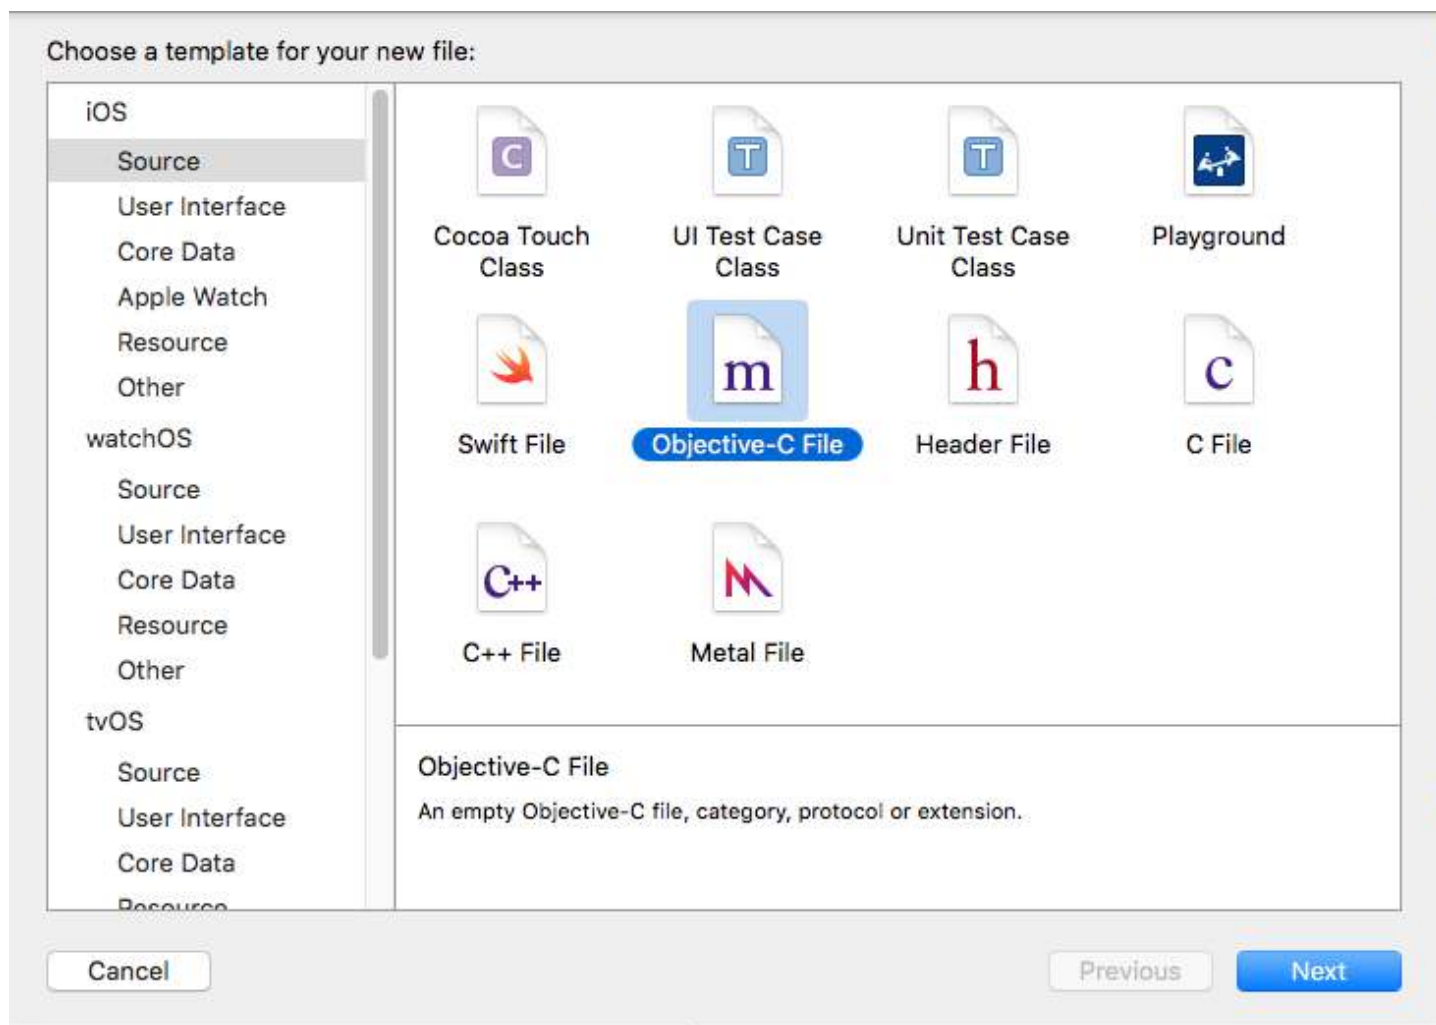 Choose a template for your new file:
iOS
Source
User Interface
Core Data
Apple Watch
Resource
Other
watchOS
Source
User Interface
Core Data
Resource
Other
tvOS
Source
User Interface
Core Data
Resource
C
T
T
Cocoa Touch
Class
UI Test Case
Class
Unit Test Case
Class
Playground
m
h
c
Swift File
Objective-C File
Header File
C File
C++
C++ File
Metal File
Objective-C File
An empty Objective-C file, category, protocol or extension.
Cancel
Previous
Next